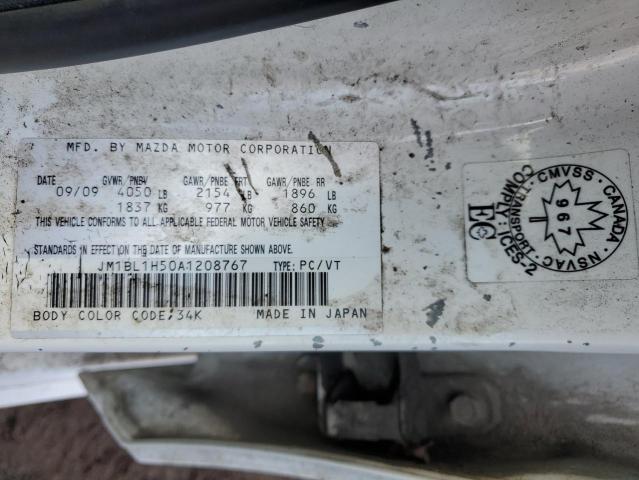 MFD. BY MAZDA MOTOR CORPORATION
DATE GVWR/PNBV GAWR/PNBE FRT GAWR/PNBE RR
09/09 4050 LB 2154 LB 1896 LB
1837 KG 977 KG 860 KG
THIS VEHICLE CONFORMS TO ALL APPLICABLE FEDERAL MOTOR VEHICLE SAFETY
STANDARDS IN EFFECT ON THE DATE OF MANUFACTURE SHOWN ABOVE.
JM1BL1H50A1208767 TYPE: PC/VT
BODY COLOR CODE: 34K MADE IN JAPAN
CMVSS-CANADA
NSVAC-TRANSPORT
967
COMPLY: ICES-2
EC